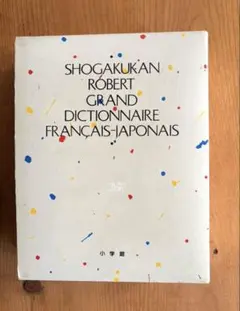 SHOGAKUKAN
ROBERT
GRAND
DICTIONNAIRE
FRANÇAIS-JAPONAIS
小学館